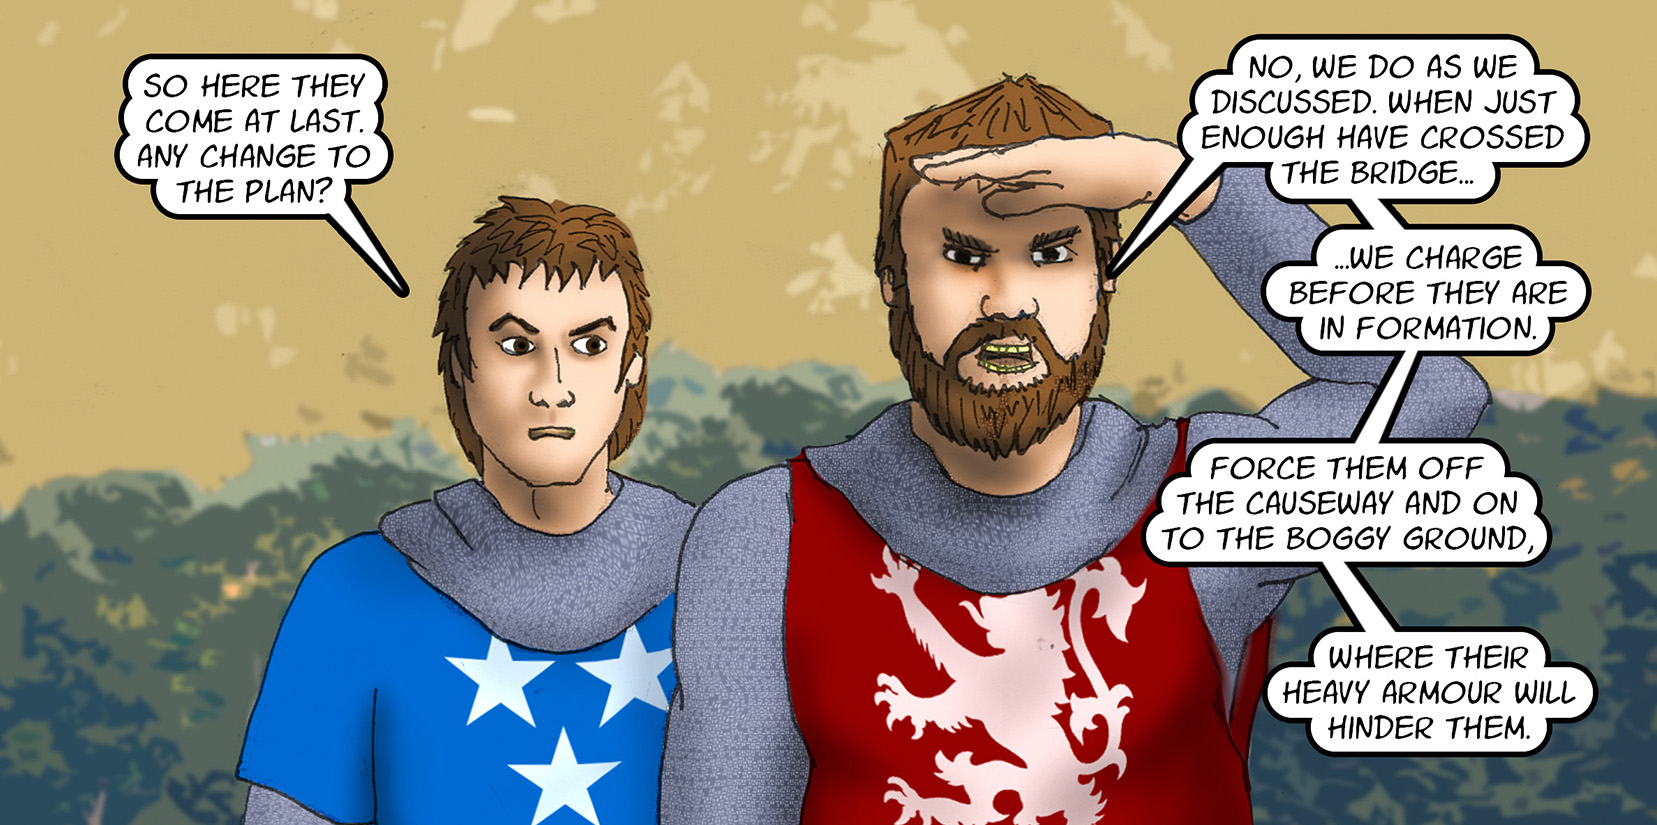 SO HERE THEY
COME AT LAST.
ANY CHANGE TO
THE PLAN?
NO, WE DO AS WE
DISCUSSED. WHEN JUST
ENOUGH HAVE CROSSED
THE BRIDGE...
...WE CHARGE
BEFORE THEY ARE
IN FORMATION.
FORCE THEM OFF
THE CAUSEWAY AND ON
TO THE BOGGY GROUND,
WHERE THEIR
HEAVY ARMOUR WILL
HINDER THEM.